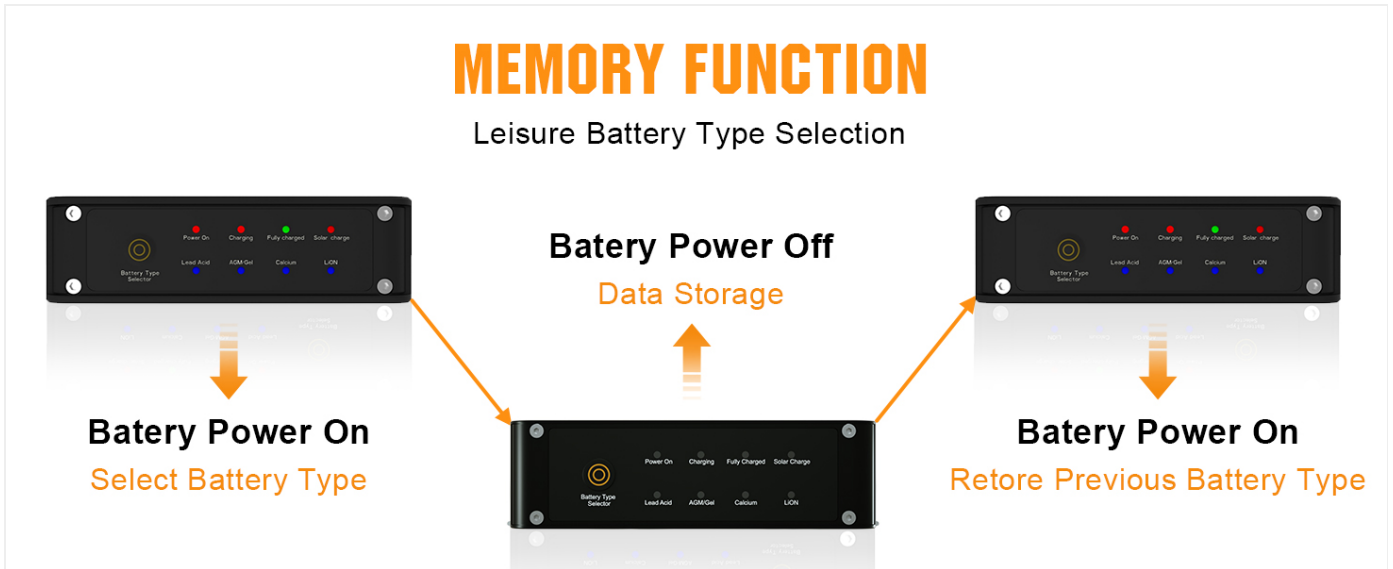 MEMORY FUNCTION
Leisure Battery Type Selection
Power On Charging Fully charged Solar charge
Lead Acid AGM·Gel Calcium LiON
Battery Type
Selector
Batery Power On
Select Battery Type
Batery Power Off
Data Storage
Power On Charging Fully Charged Solar Charge
Lead Acid AGM/Gel Calcium LiON
Battery Type
Selector
Power On Charging Fully charged Solar charge
Lead Acid AGM·Gel Calcium LiON
Battery Type
Selector
Batery Power On
Retore Previous Battery Type